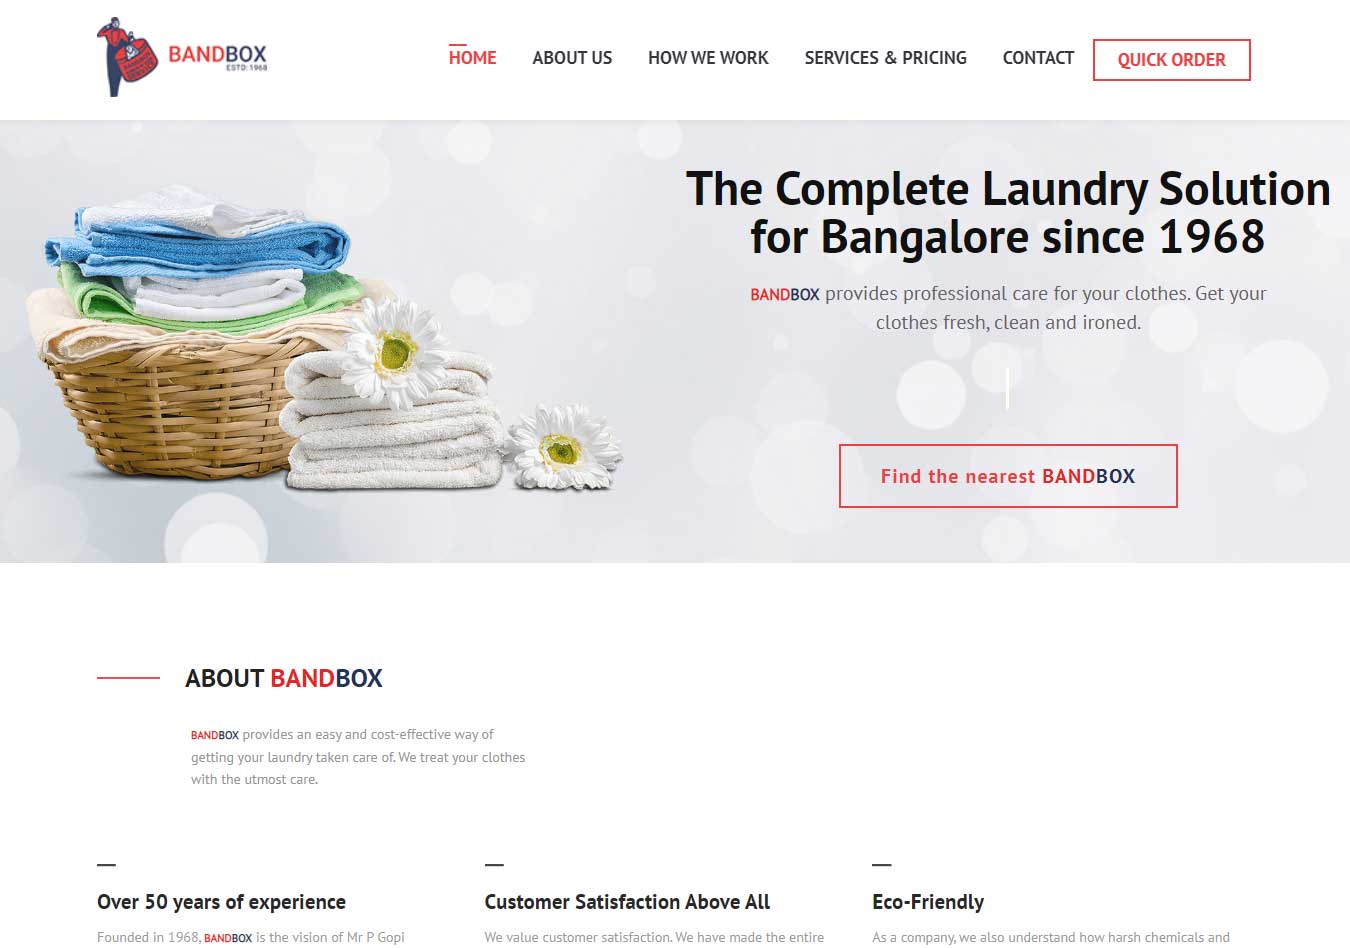 BANDBOX
ESTD:1968
HOME ABOUT US HOW WE WORK SERVICES & PRICING CONTACT QUICK ORDER
The Complete Laundry Solution
for Bangalore since 1968
BANDBOX provides professional care for your clothes. Get your
clothes fresh, clean and ironed.
Find the nearest BANDBOX
ABOUT BANDBOX
BANDBOX provides an easy and cost-effective way of
getting your laundry taken care of. We treat your clothes
with the utmost care.
Over 50 years of experience
Founded in 1968, BANDBOX is the vision of Mr P Gopi
Customer Satisfaction Above All
We value customer satisfaction. We have made the entire
Eco-Friendly
As a company, we also understand how harsh chemicals and